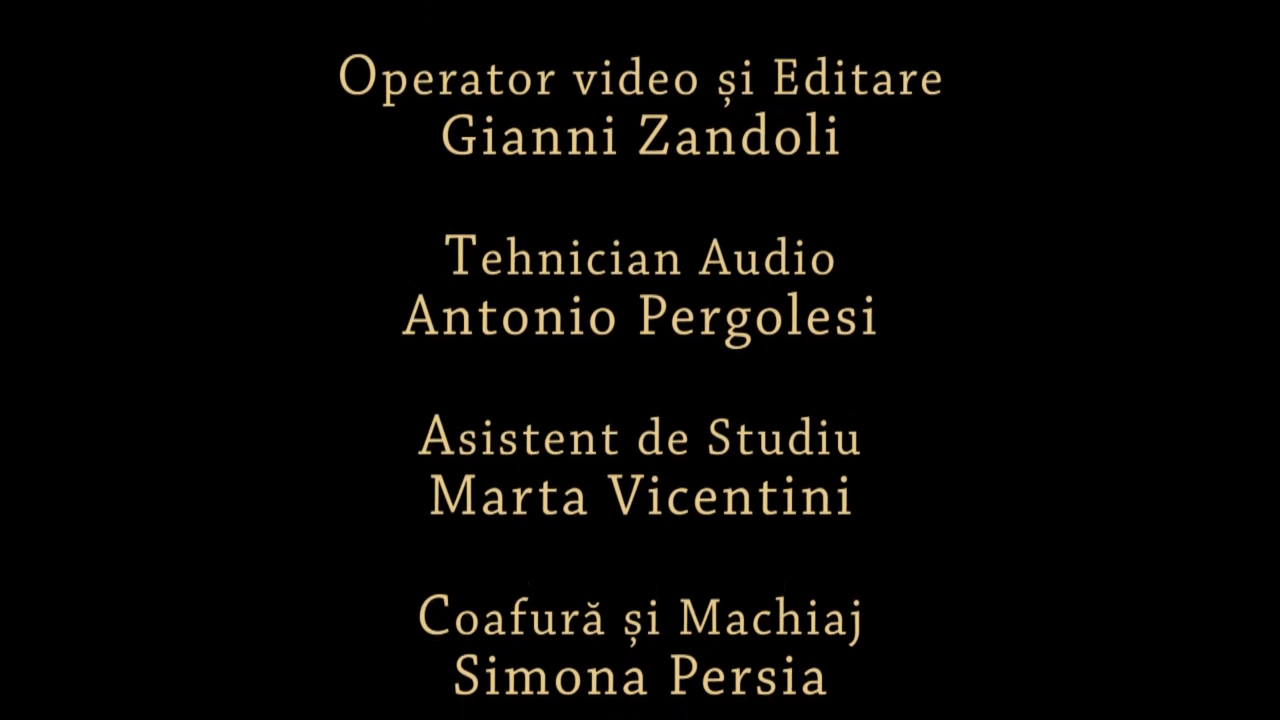 Operator video și Editare
Gianni Zandoli
Tehnician Audio
Antonio Pergolesi
Asistent de Studiu
Marta Vicentini
Coafură și Machiaj
Simona Persia